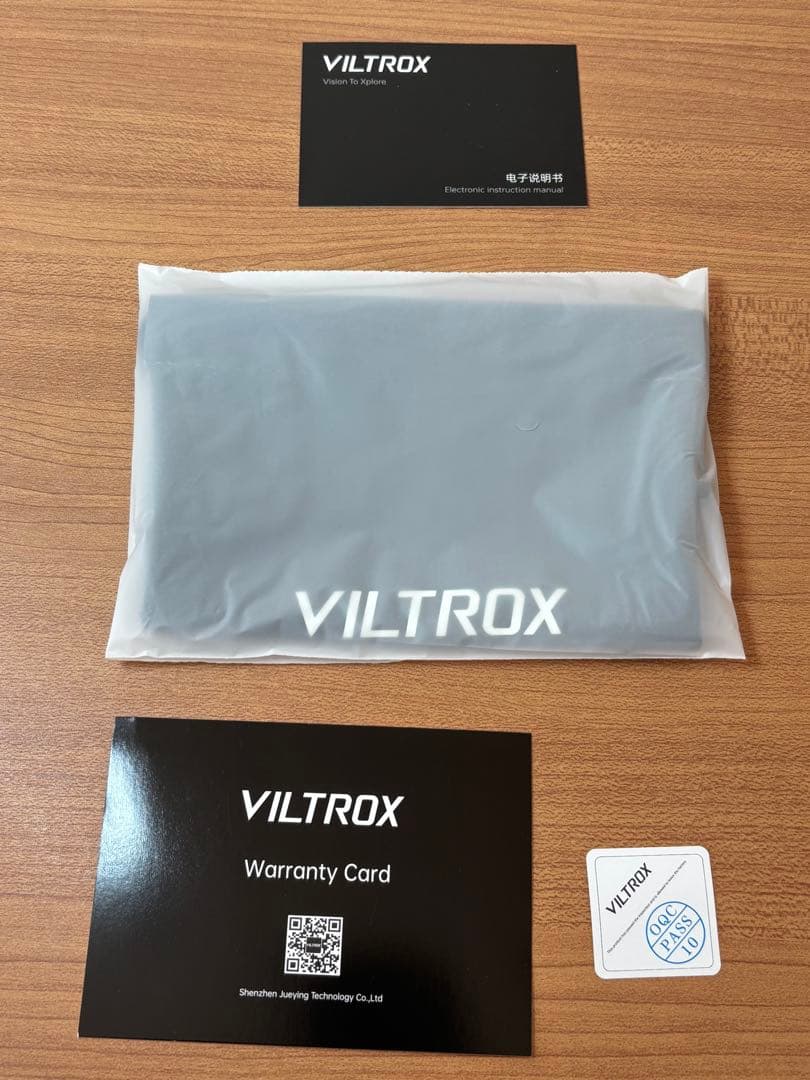 VILTROX
Vision To Xplore
电子说明书
Electronic instruction manual
VILTROX
VILTROX
Warranty Card
VILTROX
Shenzhen Jueying Technology Co.,Ltd
VILTROX
OQC
PASS
10